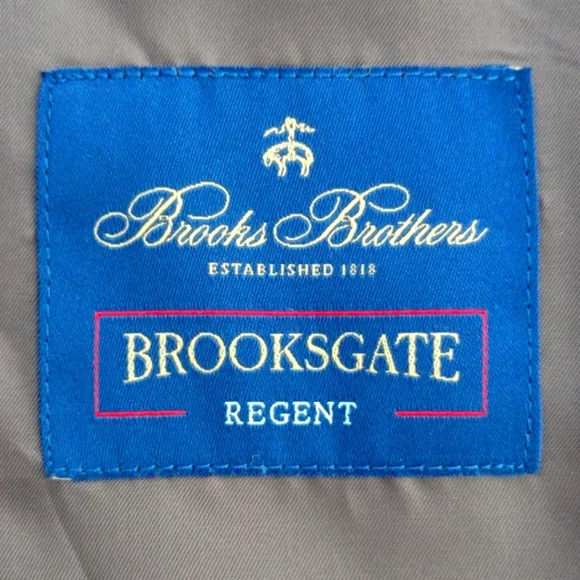 Brooks Brothers
ESTABLISHED 1818
BROOKSGATE
REGENT